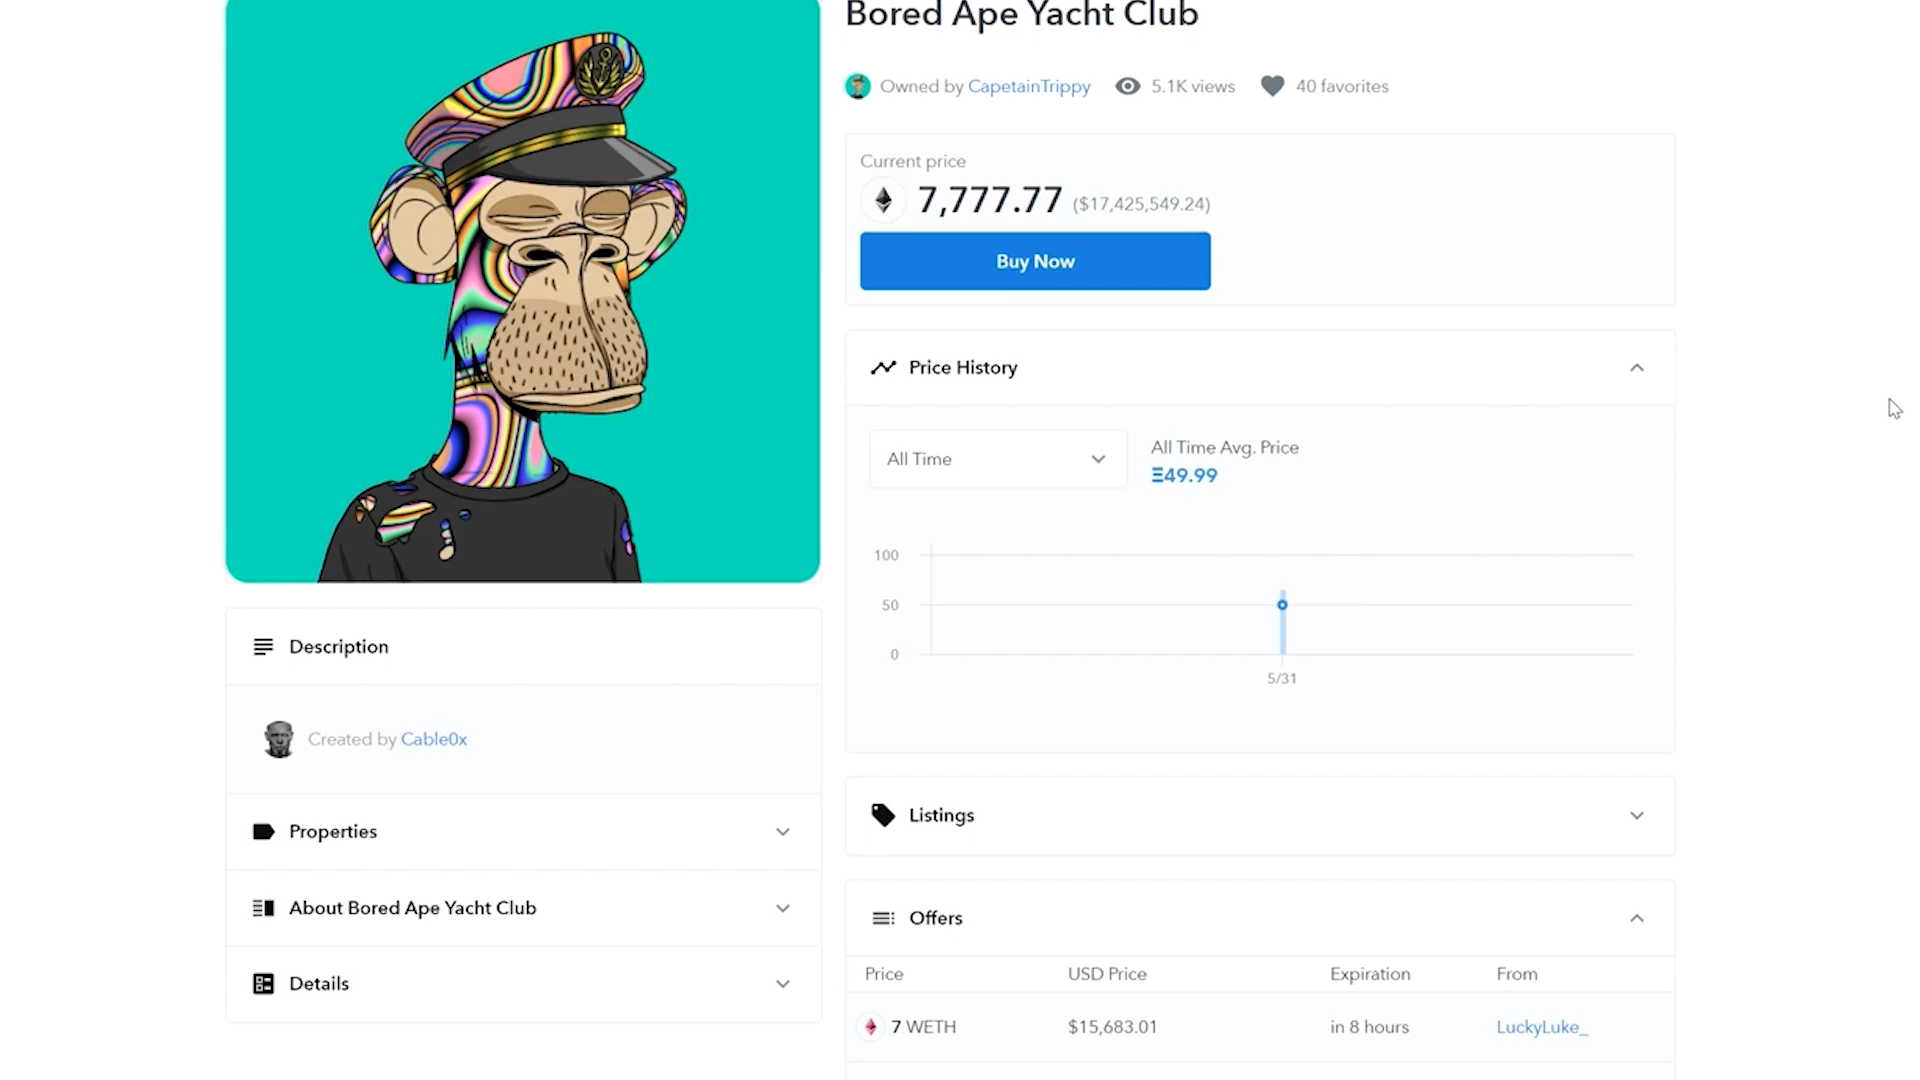 Bored Ape Yacht Club
Owned by CapetainTrippy 5.1K views 40 favorites
Current price
7,777.77 ($17,425,549.24)
Buy Now
Price History
All Time
All Time Avg. Price
Ξ49.99
100
50
0
5/31
Description
Created by Cable0x
Properties
About Bored Ape Yacht Club
Details
Listings
Offers
Price USD Price Expiration From
7 WETH $15,683.01 in 8 hours LuckyLuke_